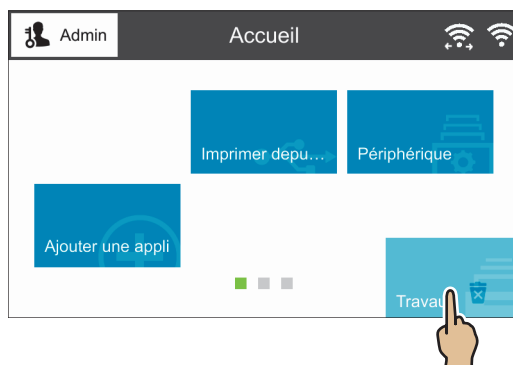 Admin
Accueil
Imprimer depu...
Périphérique
Ajouter une appli
Travau